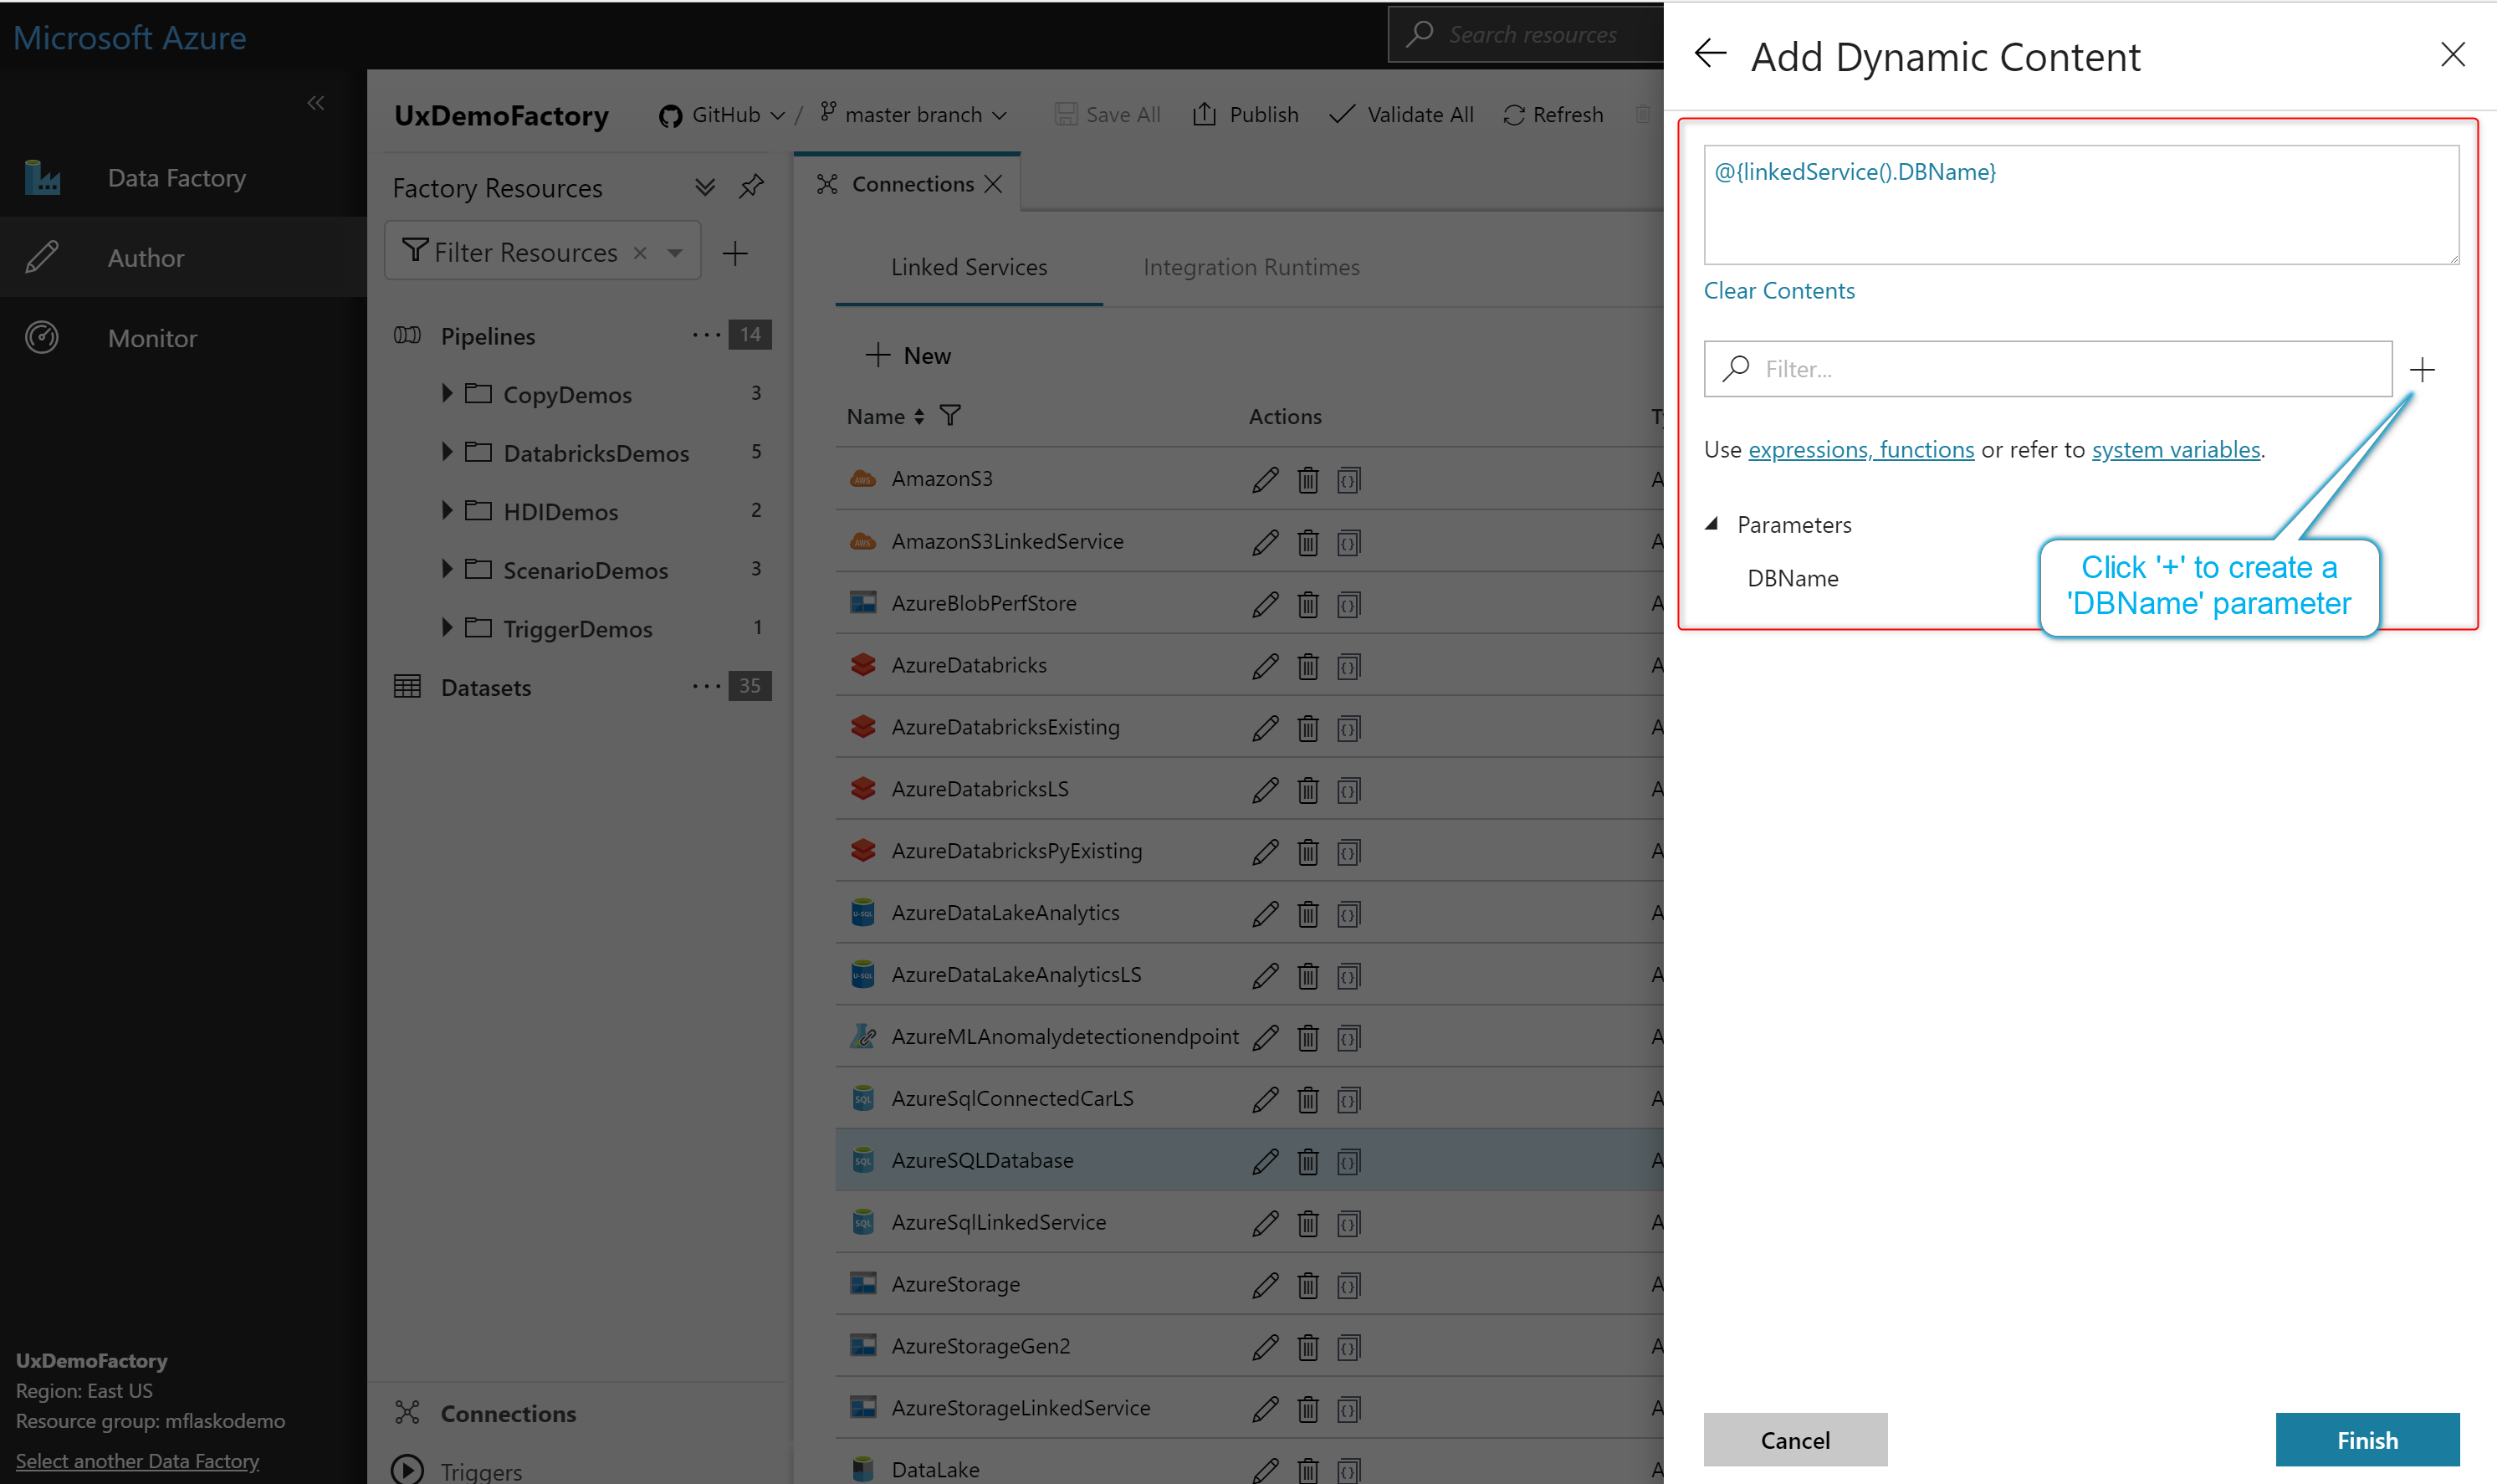 Microsoft Azure
Search resources
Data Factory
Author
Monitor
UxDemoFactory
Region: East US
Resource group: mflaskodemo
Select another Data Factory
UxDemoFactory GitHub / master branch Save All Publish Validate All Refresh
Factory Resources
Filter Resources
Pipelines 14
CopyDemos 3
DatabricksDemos 5
HDIDemos 2
ScenarioDemos 3
TriggerDemos 1
Datasets 35
Connections
Triggers
Connections
Linked Services Integration Runtimes
New
Name Actions
AmazonS3
AmazonS3LinkedService
AzureBlobPerfStore
AzureDatabricks
AzureDatabricksExisting
AzureDatabricksLS
AzureDatabricksPyExisting
AzureDataLakeAnalytics
AzureDataLakeAnalyticsLS
AzureMLAnomalydetectionendpoint
AzureSqlConnectedCarLS
AzureSQLDatabase
AzureSqlLinkedService
AzureStorage
AzureStorageGen2
AzureStorageLinkedService
DataLake
Add Dynamic Content
@{linkedService().DBName}
Clear Contents
Filter...
Use expressions, functions or refer to system variables.
Parameters
DBName
Click '+' to create a
'DBName' parameter
Cancel
Finish